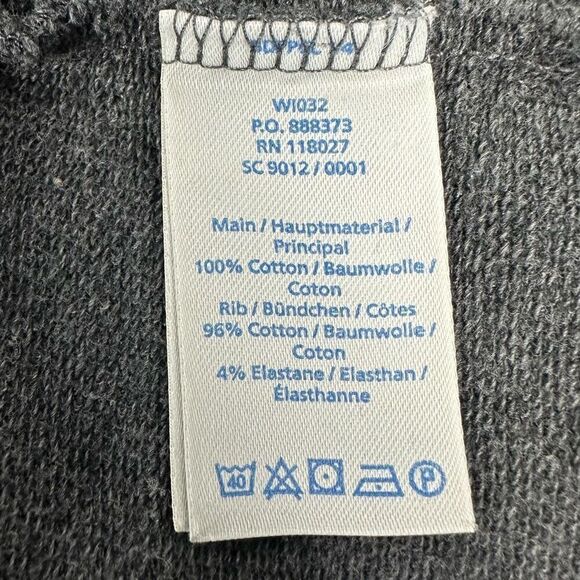 WI032
P.O. 888373
RN 118027
SC 9012 / 0001
Main / Hauptmaterial /
Principal
100% Cotton / Baumwolle /
Coton
Rib / Bündchen / Côtes
96% Cotton / Baumwolle /
Coton
4% Elastane / Elasthan /
Élasthanne
40 P